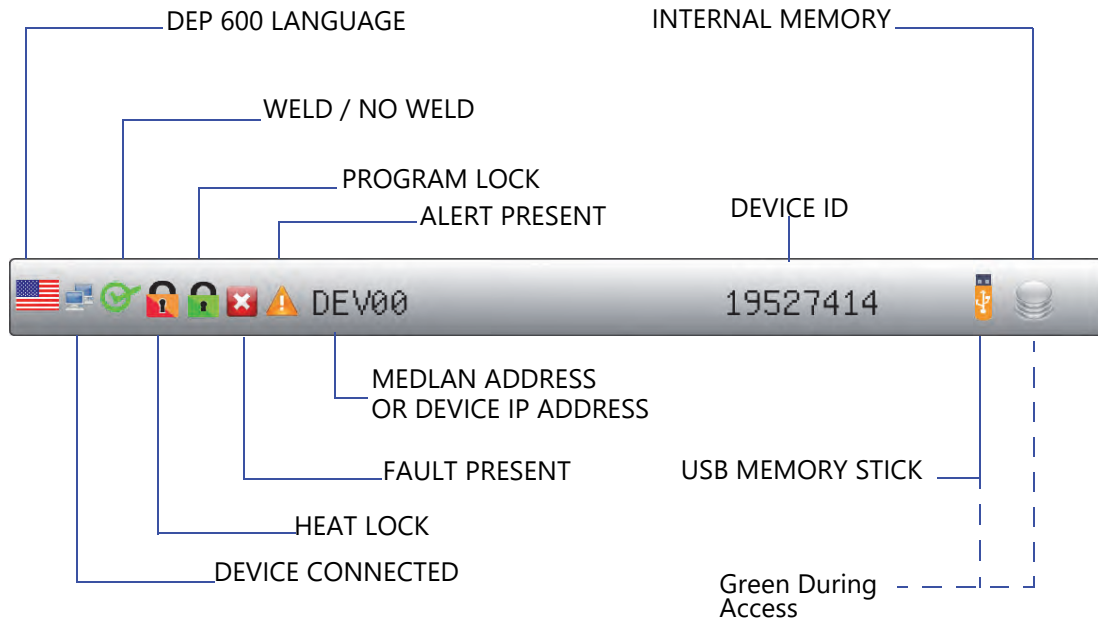 DEP 600 LANGUAGE
INTERNAL MEMORY
WELD / NO WELD
PROGRAM LOCK
ALERT PRESENT
DEVICE ID
DEV00
19527414
MEDLAN ADDRESS
OR DEVICE IP ADDRESS
FAULT PRESENT
USB MEMORY STICK
HEAT LOCK
DEVICE CONNECTED
Green During
Access